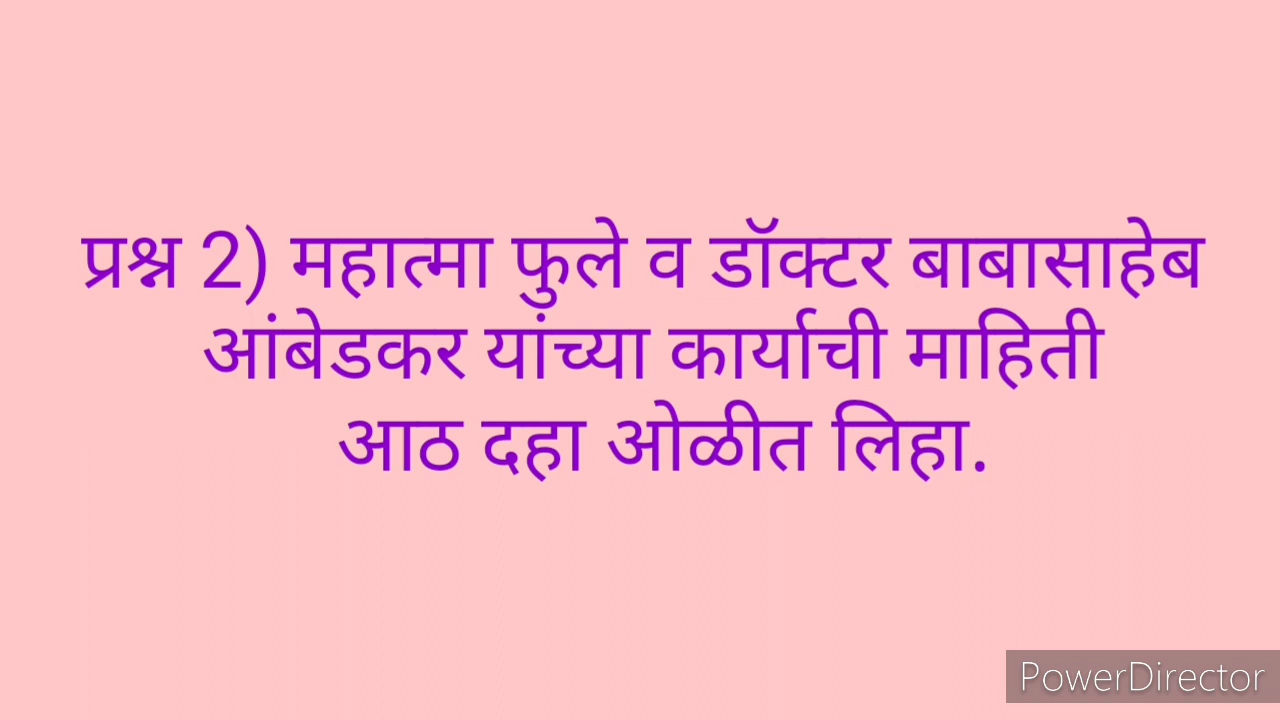 प्रश्न 2) महात्मा फुले व डॉक्टर बाबासाहेब
आंबेडकर यांच्या कार्याची माहिती
आठ दहा ओळीत लिहा.
PowerDirector